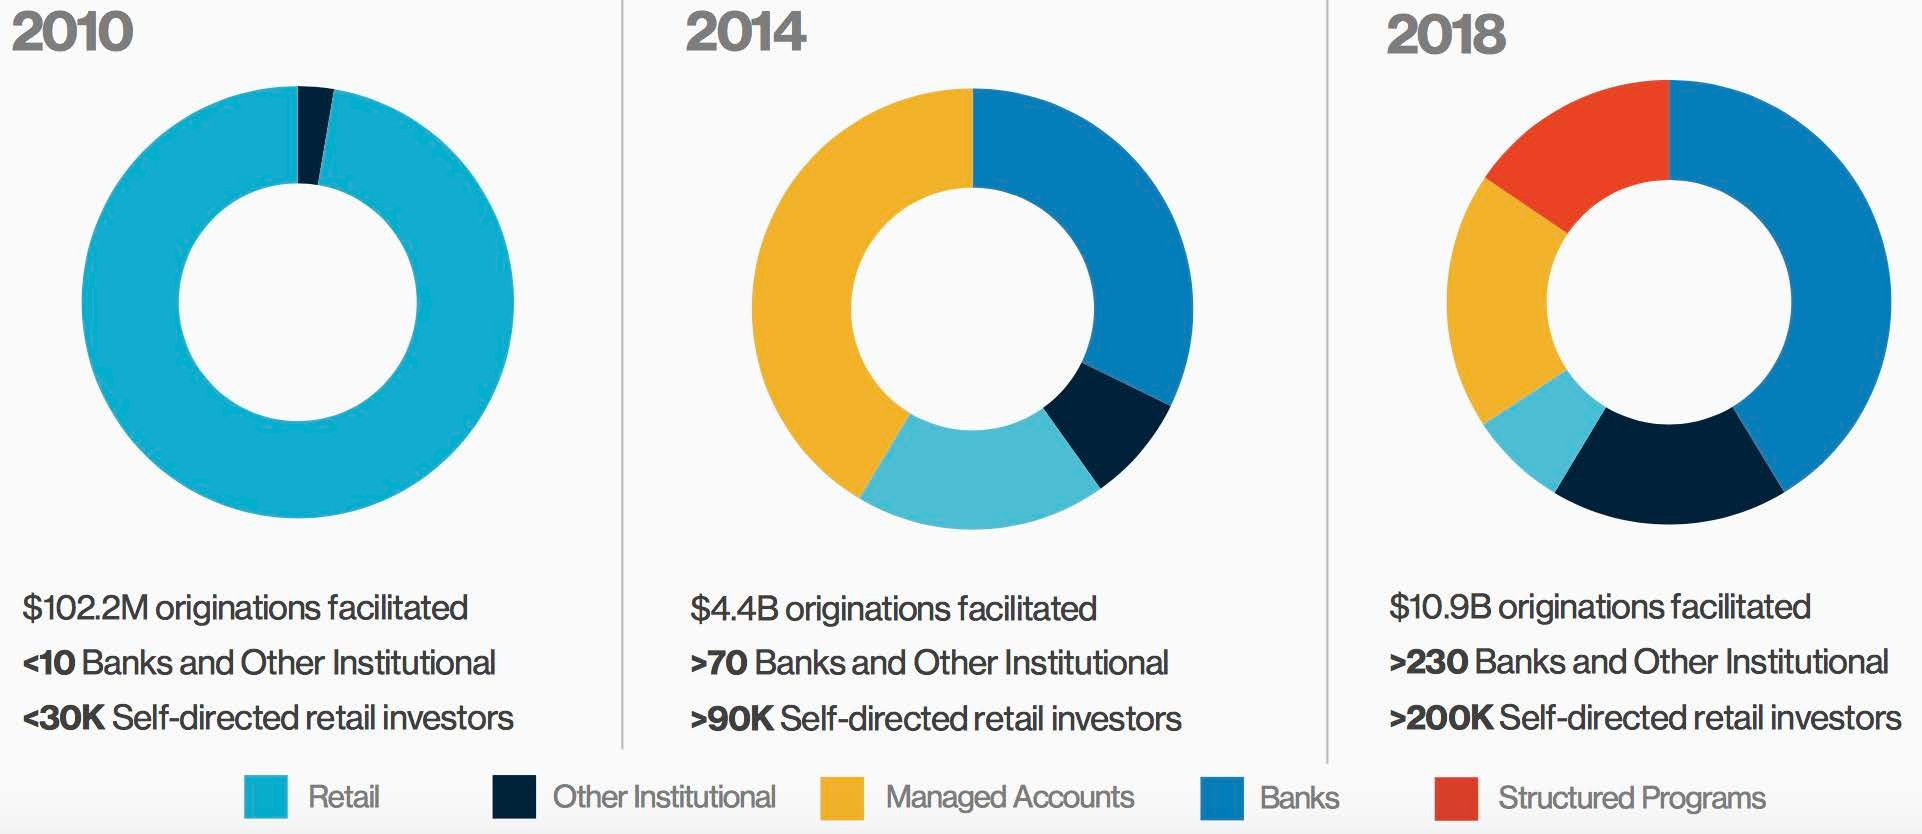 2010
$102.2M originations facilitated
<10 Banks and Other Institutional
<30K Self-directed retail investors
2014
$4.4B originations facilitated
>70 Banks and Other Institutional
>90K Self-directed retail investors
2018
$10.9B originations facilitated
>230 Banks and Other Institutional
>200K Self-directed retail investors
Retail
Other Institutional
Managed Accounts
Banks
Structured Programs